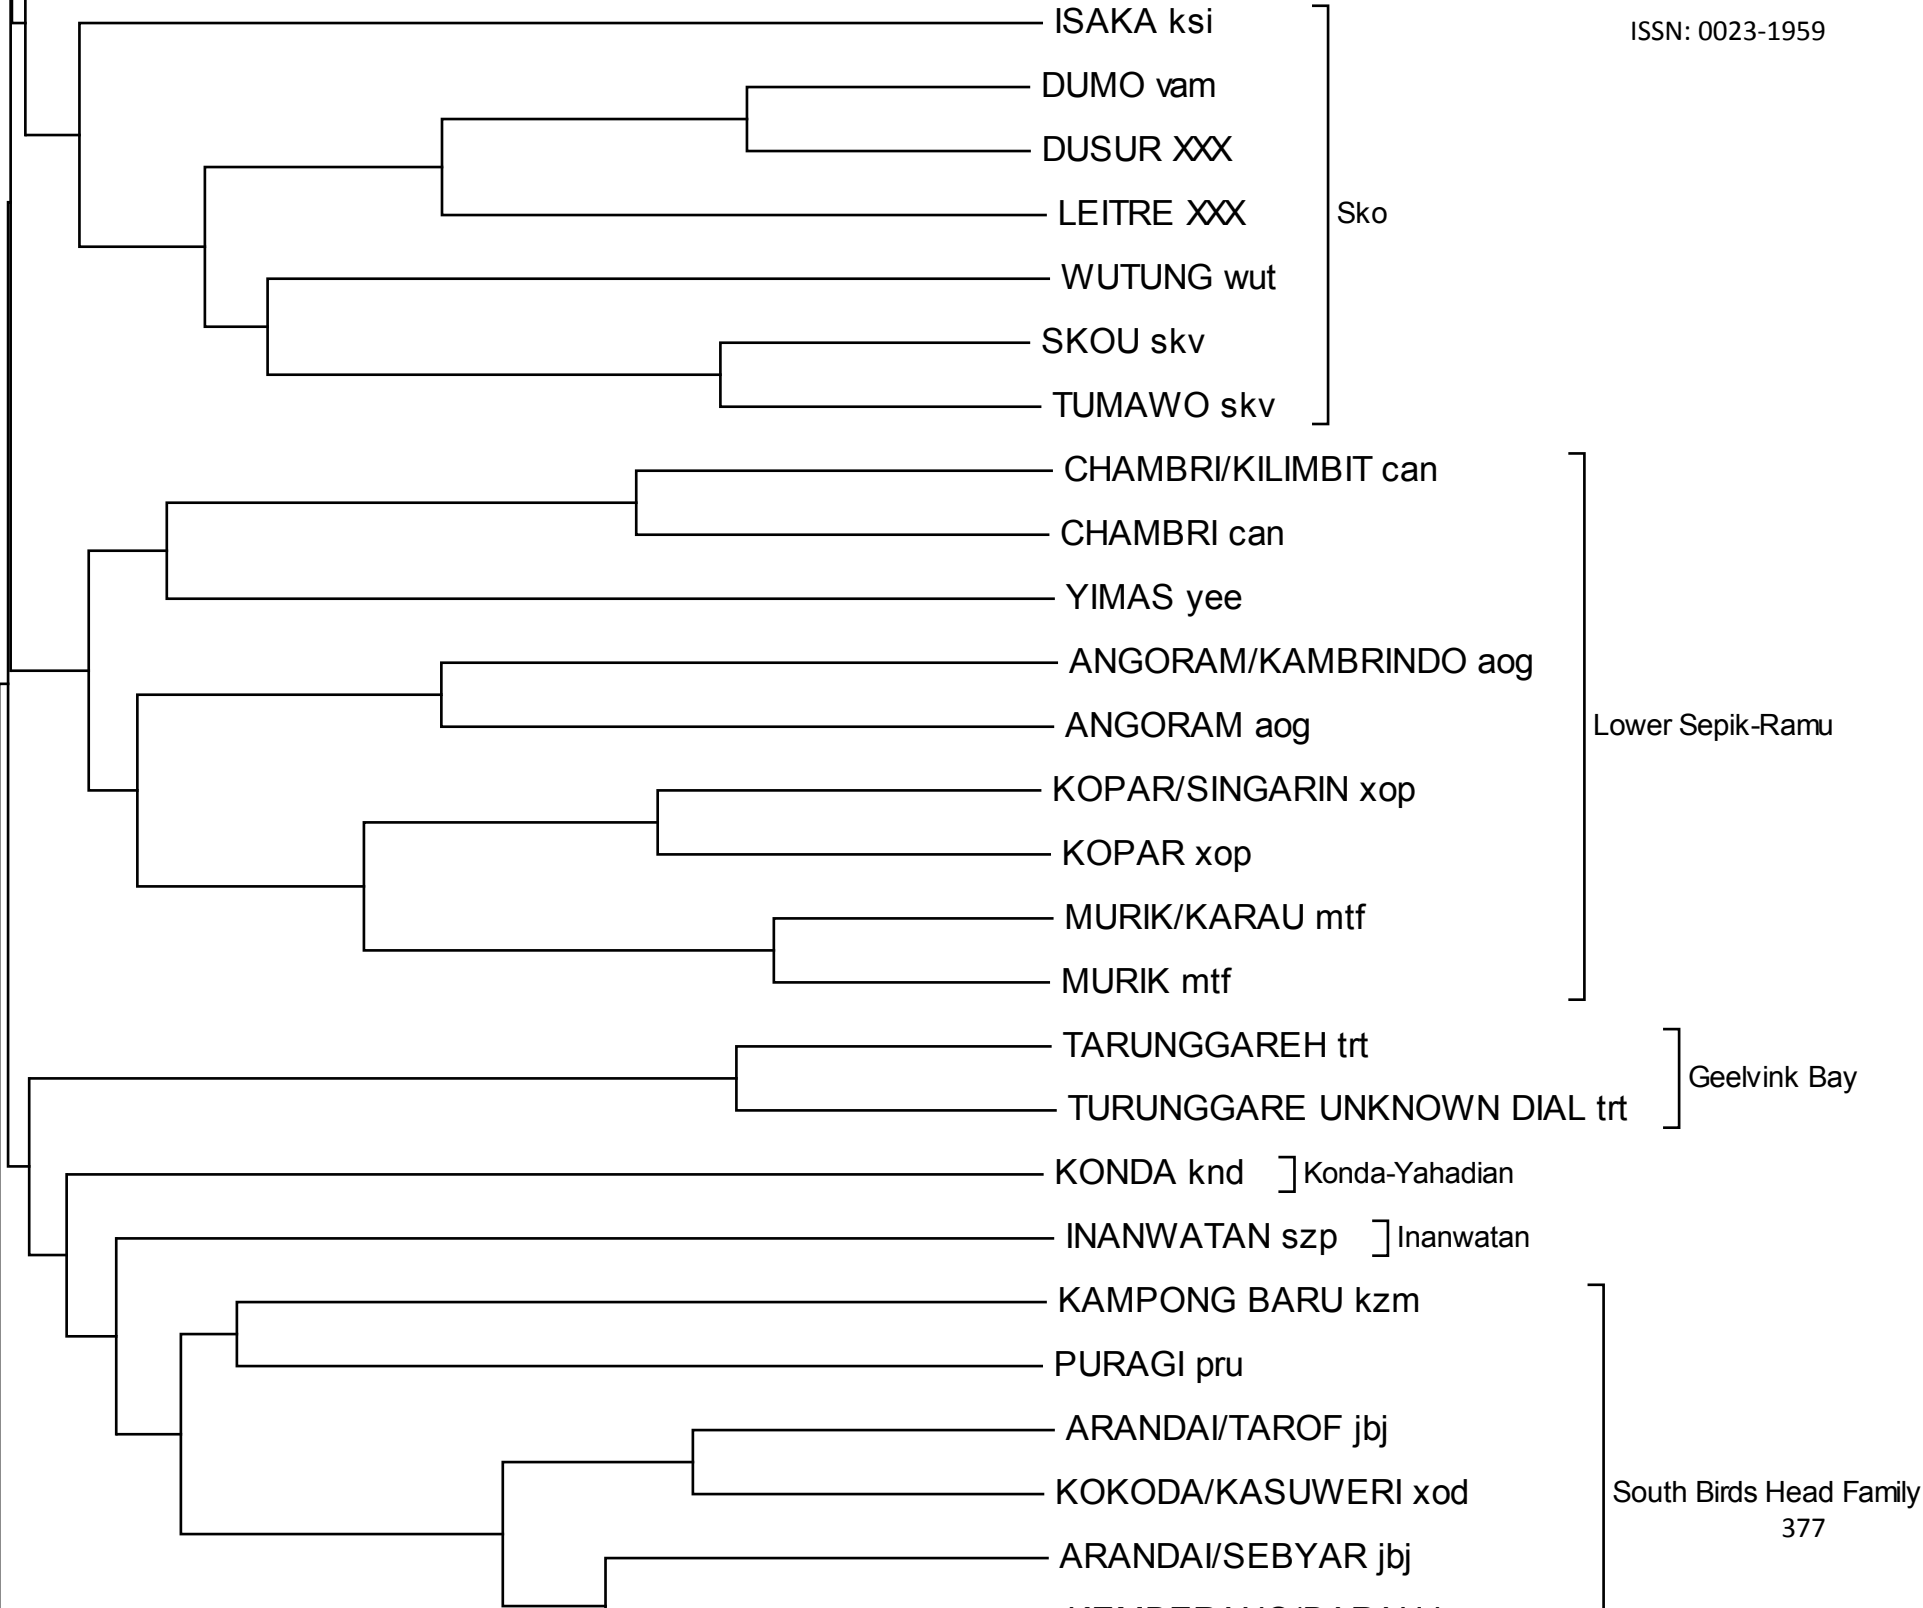 ISAKA ksi
ISSN: 0023-1959
DUMO vam
DUSUR XXX
LEITRE XXX
Sko
WUTUNG wut
SKOU skv
TUMAWO skv
CHAMBRI/KILIMBIT can
CHAMBRI can
YIMAS yee
ANGORAM/KAMBRINDO aog
ANGORAM aog
Lower Sepik-Ramu
KOPAR/SINGARIN xop
KOPAR xop
MURIK/KARAU mtf
MURIK mtf
TARUNGGAREH trt
Geelvink Bay
TURUNGGARE UNKNOWN DIAL trt
KONDA knd
Konda-Yahadian
INANWATAN szp
Inanwatan
KAMPONG BARU kzm
PURAGI pru
ARANDAI/TAROF jbj
KOKODA/KASUWERI xod
South Birds Head Family
377
ARANDAI/SEBYAR jbj